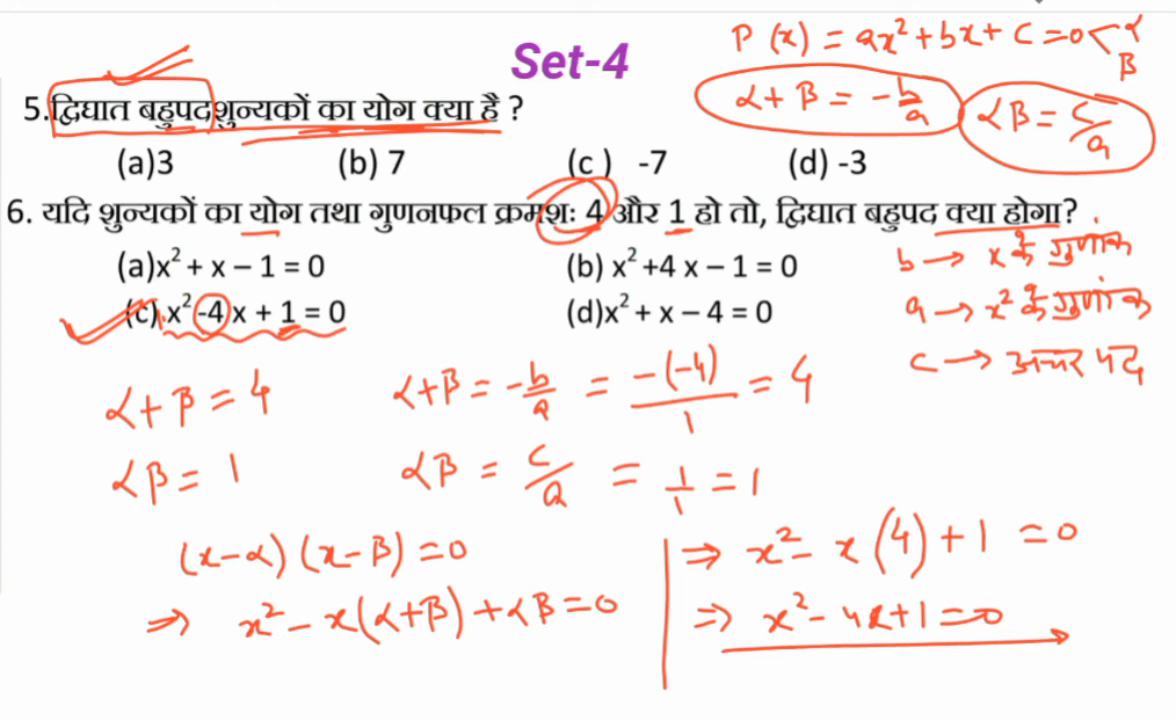 P(x) = ax²+bx+c=0 < α
β
Set-4
α+β = -b/a
αβ = c/a
5.द्विघात बहुपद शुन्यकों का योग क्या है ?
(a)3 (b) 7 (c ) -7 (d) -3
6. यदि शुन्यकों का योग तथा गुणनफल क्रमशः 4 और 1 हो तो, द्विघात बहुपद क्या होगा?
(a)x² + x – 1 = 0 (b) x² +4 x – 1 = 0
(c) x² -4 x + 1 = 0 (d)x² + x – 4 = 0
b → x के गुणांक
a → x² के गुणांक
c → अचर पद
α+β = 4 α+β = -b/a = -(-4)/1 = 4
αβ = 1 αβ = c/a = 1/1 = 1
(x-α) (x-β) =0
⇒ x² - x(α+β) +αβ=0
⇒ x² - x(4)+1 =0
⇒ x² - 4x+1=0